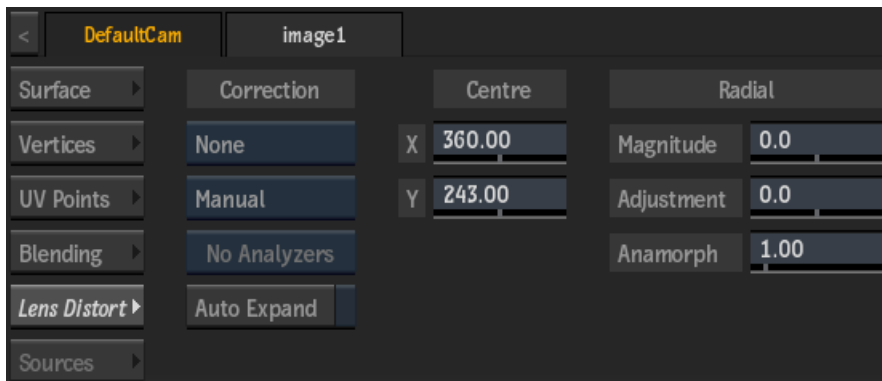 < DefaultCam image1
Surface Correction Centre Radial
Vertices None X 360.00 Magnitude 0.0
UV Points Manual Y 243.00 Adjustment 0.0
Blending No Analyzers Anamorph 1.00
Lens Distort Auto Expand
Sources